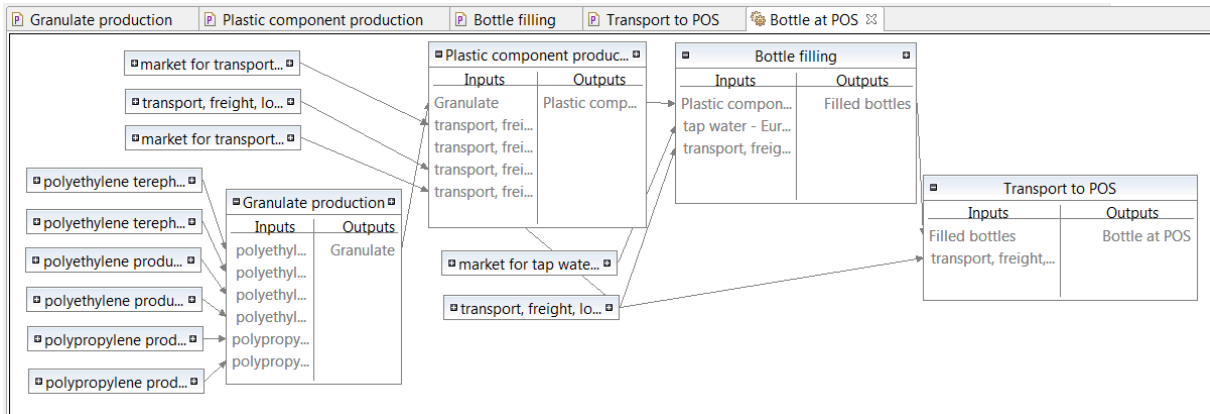 Granulate production
Plastic component production
Bottle filling
Transport to POS
Bottle at POS
market for transport...
transport, freight, lo...
market for transport...
polyethylene tereph...
polyethylene tereph...
polyethylene produ...
polyethylene produ...
polypropylene prod...
polypropylene prod...
Granulate production
Inputs Outputs
polyethyl... Granulate
polyethyl...
polyethyl...
polyethyl...
polypropy...
polypropy...
Plastic component produc...
Inputs Outputs
Granulate Plastic comp...
transport, frei...
transport, frei...
transport, frei...
transport, frei...
market for tap wate...
transport, freight, lo...
Bottle filling
Inputs Outputs
Plastic compon... Filled bottles
tap water - Eur...
transport, freig...
Transport to POS
Inputs Outputs
Filled bottles Bottle at POS
transport, freight,...